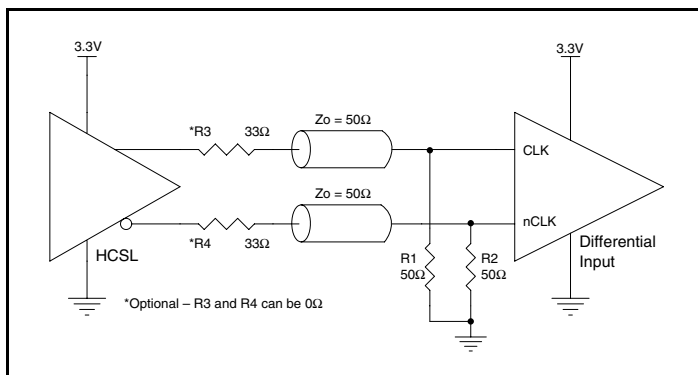 3.3V
3.3V
*R3 33Ω
Zo = 50Ω
CLK
Zo = 50Ω
nCLK
*R4 33Ω
HCSL
R1
50Ω
R2
50Ω
Differential
Input
*Optional – R3 and R4 can be 0Ω